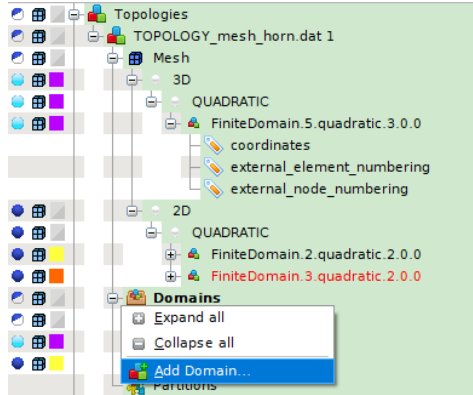 Topologies
TOPOLOGY_mesh_horn.dat 1
Mesh
3D
QUADRATIC
FiniteDomain.5.quadratic.3.0.0
coordinates
external_element_numbering
external_node_numbering
2D
QUADRATIC
FiniteDomain.2.quadratic.2.0.0
FiniteDomain.3.quadratic.2.0.0
Domains
Expand all
Collapse all
Add Domain...
Partitions